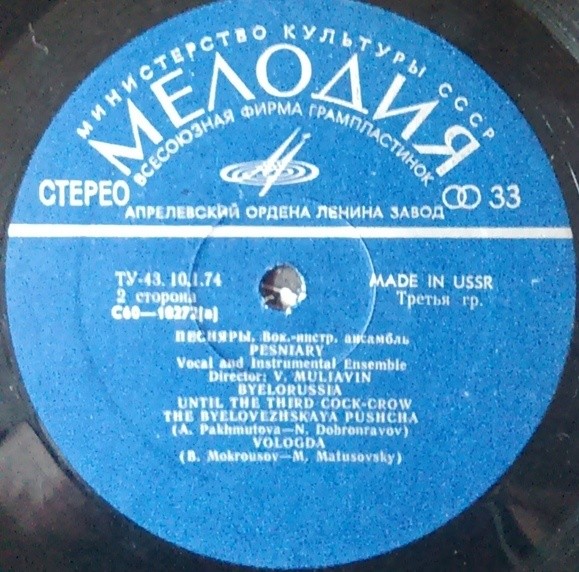 МИНИСТЕРСТВО КУЛЬТУРЫ СССР
МЕЛОДИЯ
ВСЕСОЮЗНАЯ ФИРМА ГРАМПЛАСТИНОК
СТЕРЕО
33
АПРЕЛЕВСКИЙ ОРДЕНА ЛЕНИНА ЗАВОД
ТУ-43. 10.1.74
MADE IN USSR
2 сторона
Третья гр.
С60—10272(в)
ПЕСНЯРЫ, Вок.-инстр. ансамбль
PESNIARY
Vocal and Instrumental Ensemble
Director: V. MULIAVIN
BYELORUSSIA
UNTIL THE THIRD COCK-CROW
THE BYELOVEZHSKAYA PUSHCHA
(A. Pakhmutova—N. Dobronravov)
VOLOGDA
(B. Mokrousov—M. Matusovsky)